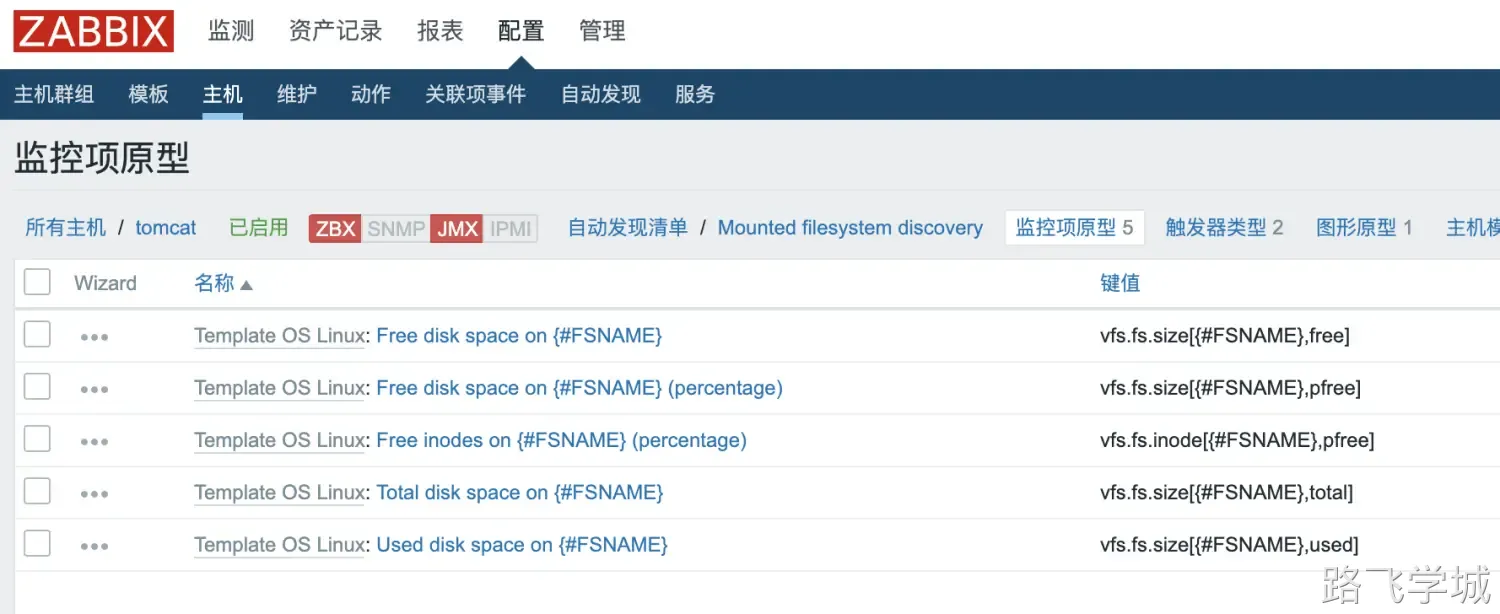 ZABBIX 监测 资产记录 报表 配置 管理
主机群组 模板 主机 维护 动作 关联项事件 自动发现 服务
监控项原型
所有主机 / tomcat 已启用 ZBX SNMP JMX IPMI 自动发现清单 / Mounted filesystem discovery 监控项原型 5 触发器类型 2 图形原型 1 主机模
Wizard 名称 键值
Template OS Linux: Free disk space on {#FSNAME} vfs.fs.size[{#FSNAME},free]
Template OS Linux: Free disk space on {#FSNAME} (percentage) vfs.fs.size[{#FSNAME},pfree]
Template OS Linux: Free inodes on {#FSNAME} (percentage) vfs.fs.inode[{#FSNAME},pfree]
Template OS Linux: Total disk space on {#FSNAME} vfs.fs.size[{#FSNAME},total]
Template OS Linux: Used disk space on {#FSNAME} vfs.fs.size[{#FSNAME},used]
路飞学城